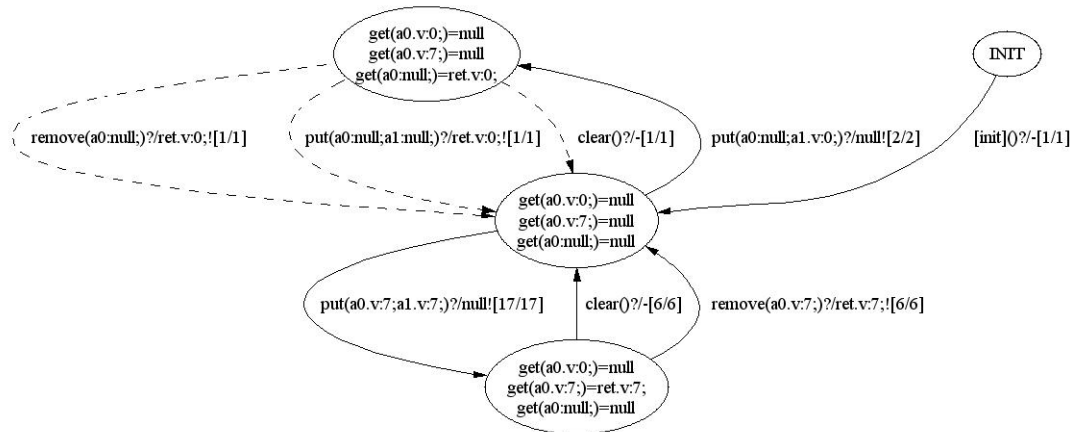 get(a0.v:0;)=null
get(a0.v:7;)=null
get(a0:null;)=ret.v:0;
INIT
remove(a0:null;)?/ret.v:0;![1/1]
put(a0:null;a1:null;)?/ret.v:0;![1/1]
clear()?/-[1/1]
put(a0:null;a1.v:0;)?/null![2/2]
[init]()?/-[1/1]
get(a0.v:0;)=null
get(a0.v:7;)=null
get(a0:null;)=null
put(a0.v:7;a1.v:7;)?/null![17/17]
clear()?/-[6/6]
remove(a0.v:7;)?/ret.v:7;![6/6]
get(a0.v:0;)=null
get(a0.v:7;)=ret.v:7;
get(a0:null;)=null